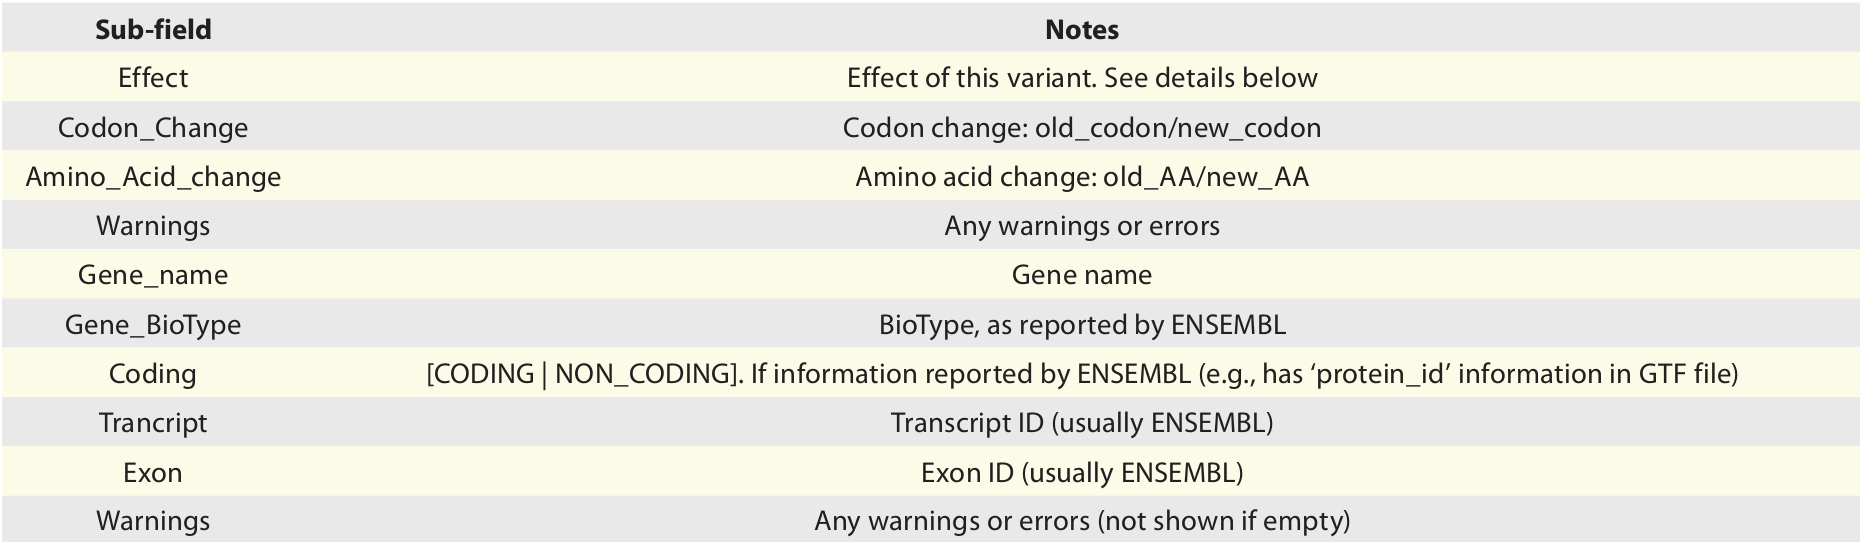 Sub-field Notes
Effect Effect of this variant. See details below
Codon_Change Codon change: old_codon/new_codon
Amino_Acid_change Amino acid change: old_AA/new_AA
Warnings Any warnings or errors
Gene_name Gene name
Gene_BioType BioType, as reported by ENSEMBL
Coding [CODING | NON_CODING]. If information reported by ENSEMBL (e.g., has ‘protein_id’ information in GTF file)
Trancript Transcript ID (usually ENSEMBL)
Exon Exon ID (usually ENSEMBL)
Warnings Any warnings or errors (not shown if empty)